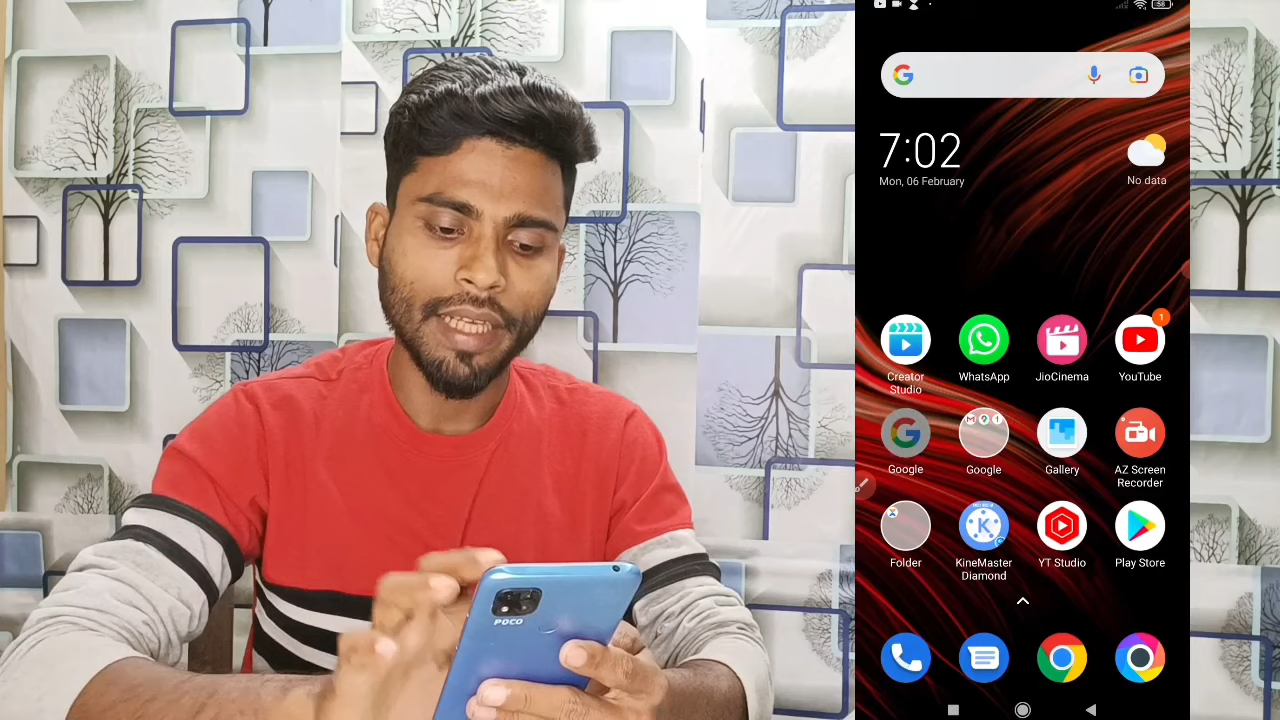 7:02
Mon, 06 February
No data
Creator Studio
WhatsApp
JioCinema
YouTube
1
Google
Google
Gallery
AZ Screen Recorder
Folder
KineMaster Diamond
YT Studio
Play Store
POCO